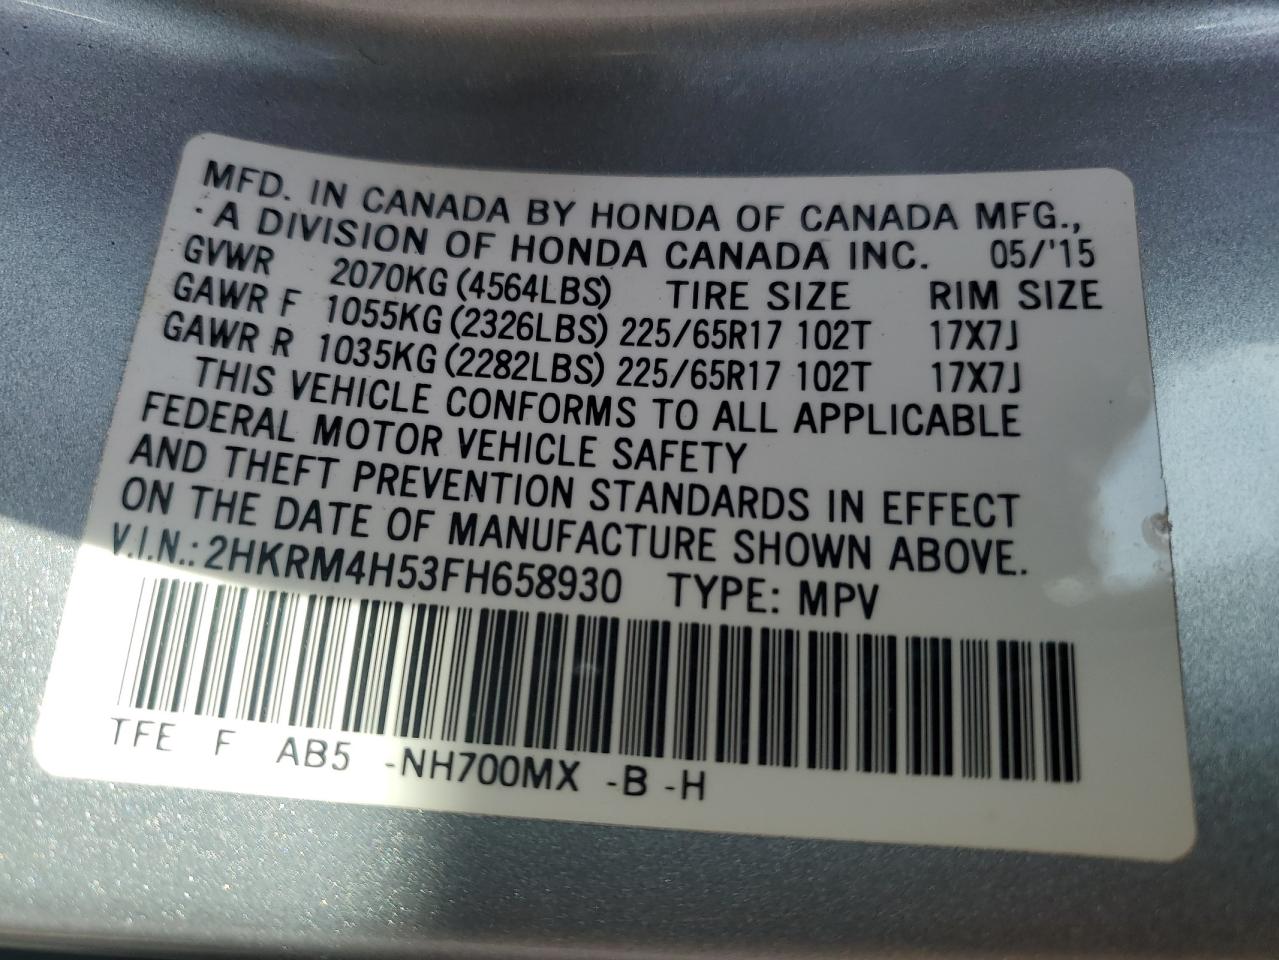 MFD. IN CANADA BY HONDA OF CANADA MFG.,
A DIVISION OF HONDA CANADA INC. 05/'15
GVWR 2070KG (4564LBS) TIRE SIZE RIM SIZE
GAWR F 1055KG (2326LBS) 225/65R17 102T 17X7J
GAWR R 1035KG (2282LBS) 225/65R17 102T 17X7J
THIS VEHICLE CONFORMS TO ALL APPLICABLE
FEDERAL MOTOR VEHICLE SAFETY
AND THEFT PREVENTION STANDARDS IN EFFECT
ON THE DATE OF MANUFACTURE SHOWN ABOVE.
V.I.N.: 2HKRM4H53FH658930 TYPE: MPV
TFE F AB5 -NH700MX -B -H